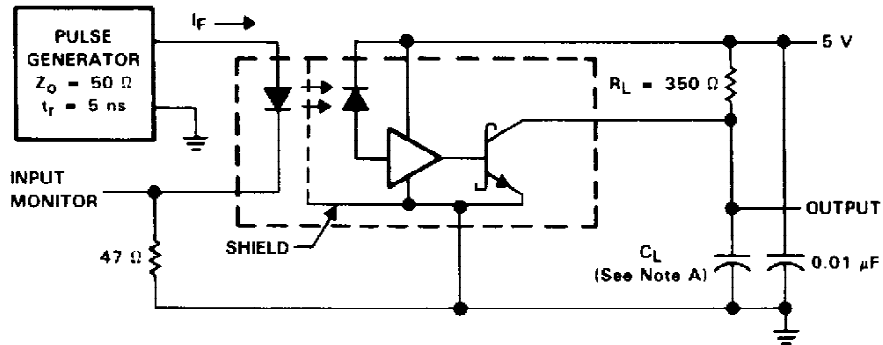 PULSE
GENERATOR
Zo = 50 Ω
tr = 5 ns
IF
5 V
RL = 350 Ω
INPUT
MONITOR
OUTPUT
SHIELD
47 Ω
CL
(See Note A)
0.01 μF